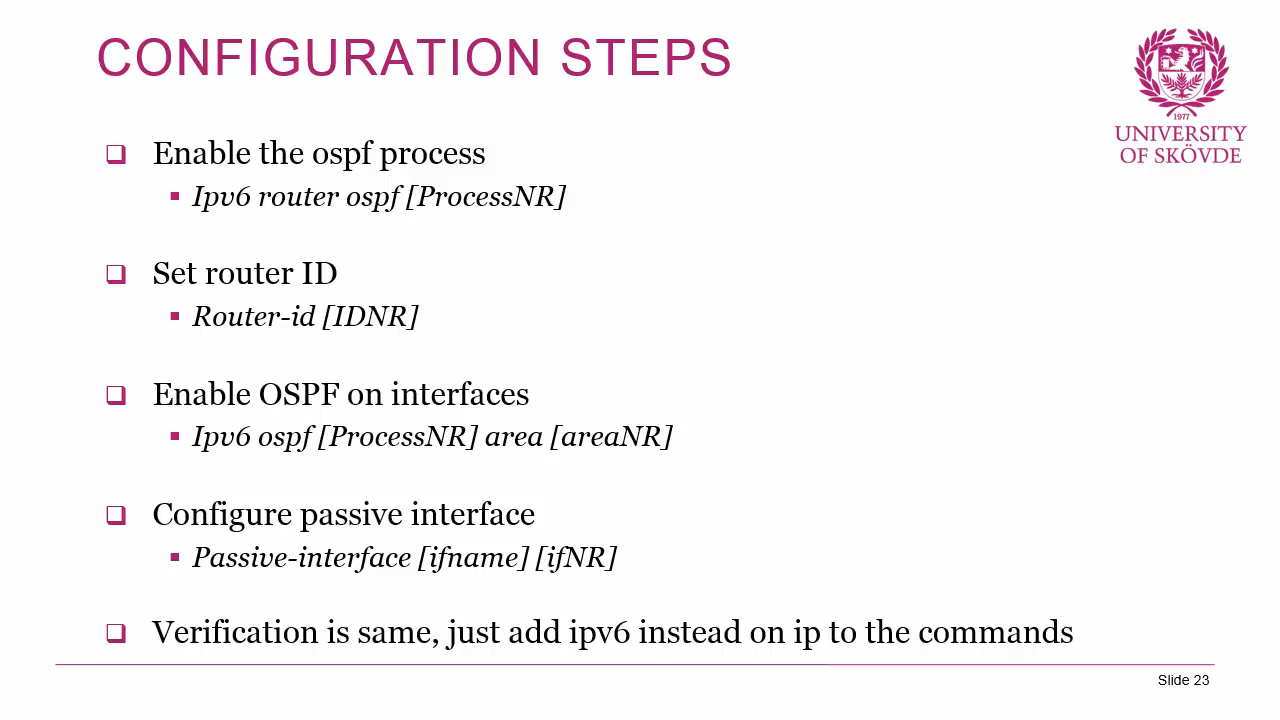 CONFIGURATION STEPS
1977
UNIVERSITY
OF SKÖVDE
Enable the ospf process
Ipv6 router ospf [ProcessNR]
Set router ID
Router-id [IDNR]
Enable OSPF on interfaces
Ipv6 ospf [ProcessNR] area [areaNR]
Configure passive interface
Passive-interface [ifname] [ifNR]
Verification is same, just add ipv6 instead on ip to the commands
Slide 23